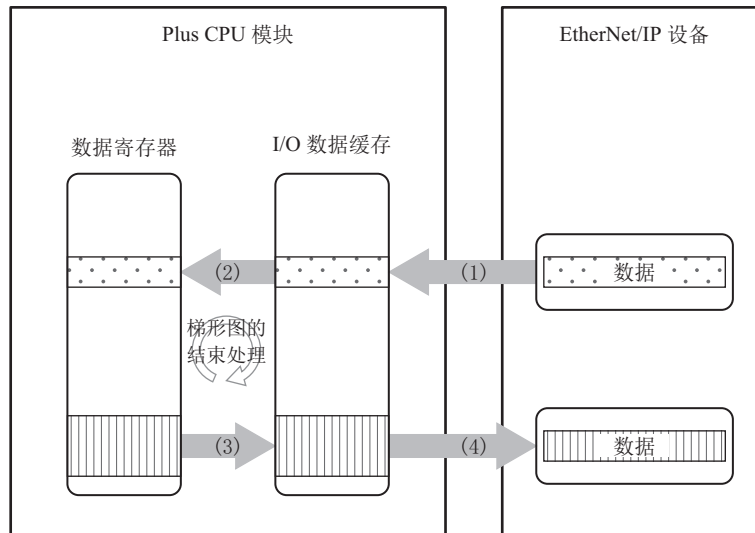 Plus CPU 模块
EtherNet/IP 设备
数据寄存器
I/O 数据缓存
(2)
(1)
数据
梯形图的
结束处理
(3)
(4)
数据